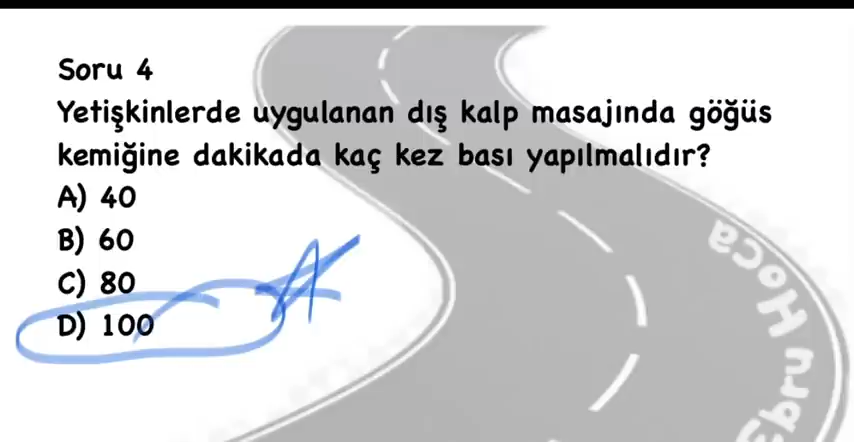 Soru 4
Yetişkinlerde uygulanan dış kalp masajında göğüs
kemiğine dakikada kaç kez bası yapılmalıdır?
A) 40
B) 60
C) 80
D) 100
Ebru Hoca